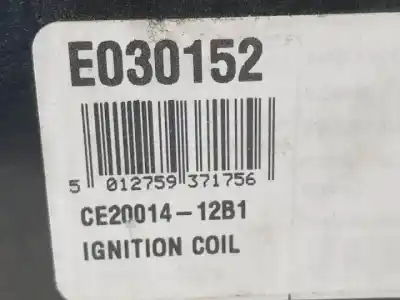 E030152
5 012759 371756
CE20014-12B1
IGNITION COIL